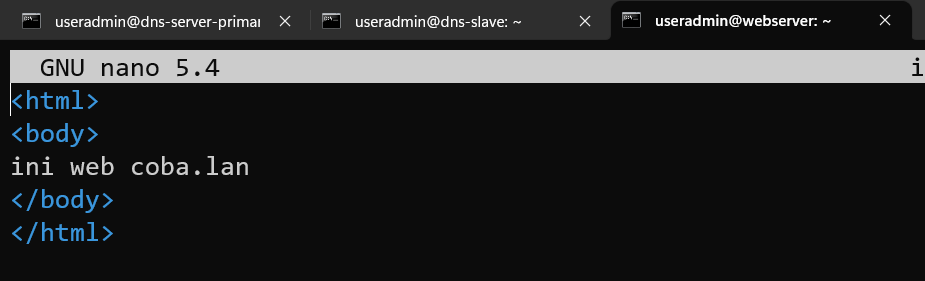 useradmin@dns-server-primar
useradmin@dns-slave: ~
useradmin@webserver: ~
GNU nano 5.4 i
<html>
<body>
ini web coba.lan
</body>
</html>